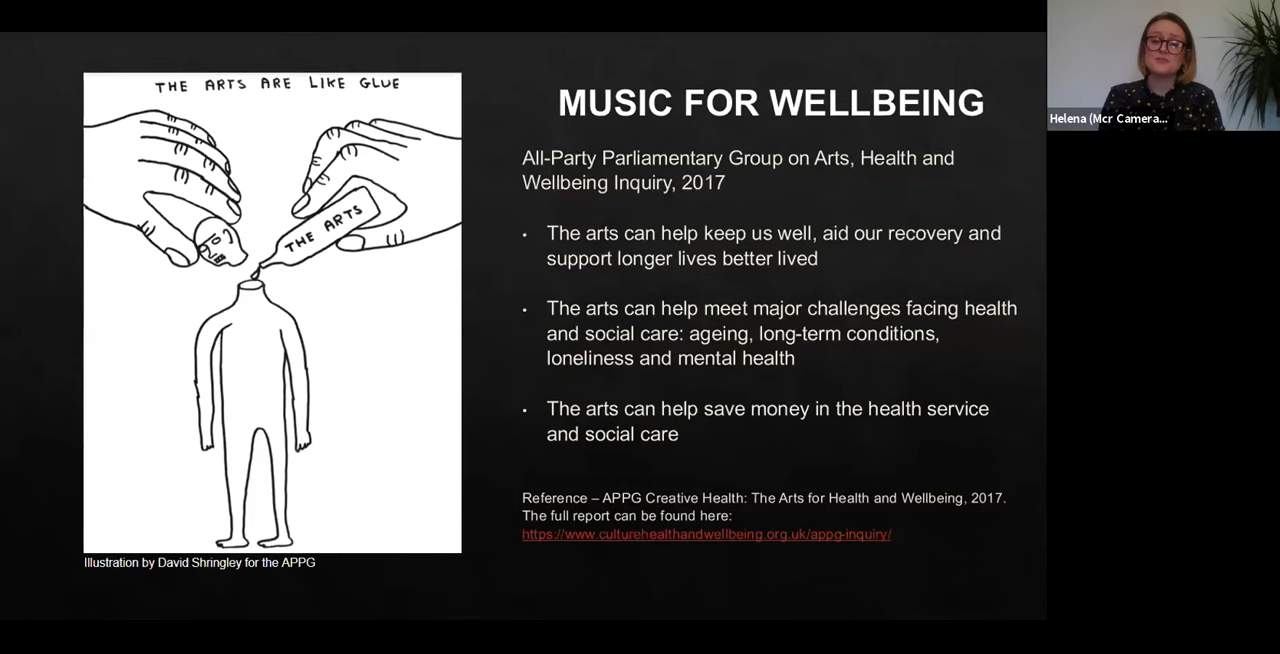 THE ARTS ARE LIKE GLUE
THE ARTS
Illustration by David Shringley for the APPG
MUSIC FOR WELLBEING
All-Party Parliamentary Group on Arts, Health and
Wellbeing Inquiry, 2017
• The arts can help keep us well, aid our recovery and
support longer lives better lived
• The arts can help meet major challenges facing health
and social care: ageing, long-term conditions,
loneliness and mental health
• The arts can help save money in the health service
and social care
Reference – APPG Creative Health: The Arts for Health and Wellbeing, 2017.
The full report can be found here:
https://www.culturehealthandwellbeing.org.uk/appg-inquiry/
Helena (Mcr Camera...